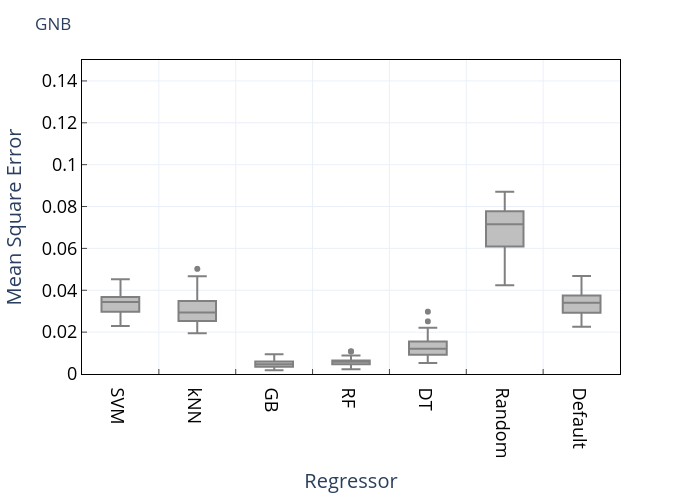 GNB
Mean Square Error
0.14
0.12
0.1
0.08
0.06
0.04
0.02
0
SVM
kNN
GB
RF
DT
Random
Default
Regressor